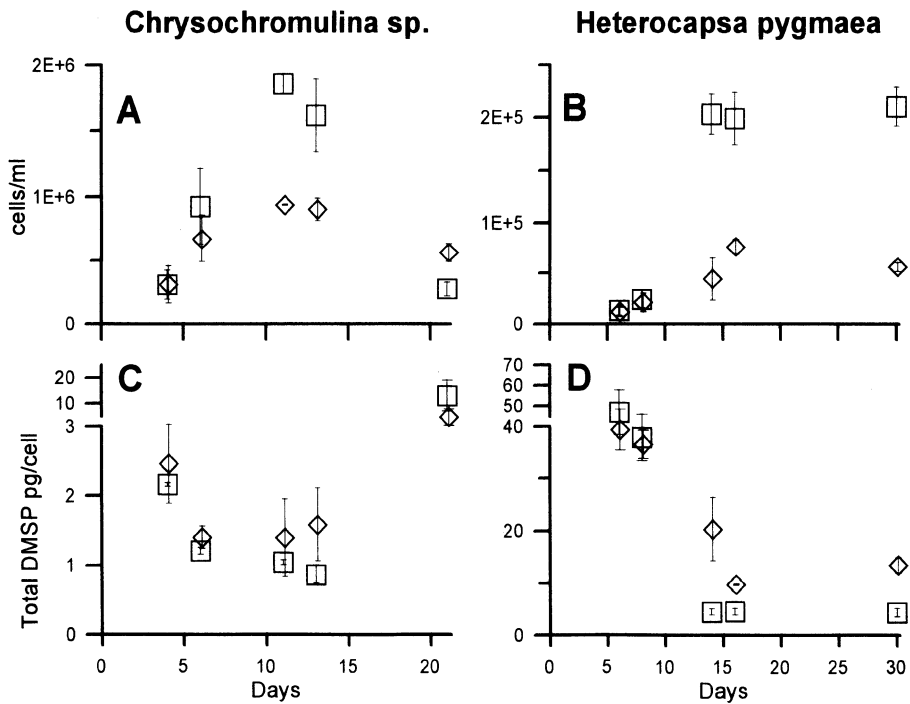 Chrysochromulina sp. Heterocapsa pygmaea
A
cells/ml
2E+6
1E+6
0
B
2E+5
1E+5
0
C
Total DMSP pg/cell
20
10
3
2
1
0
0 5 10 15 20
Days
D
70
60
50
40
20
0
0 5 10 15 20 25 30
Days